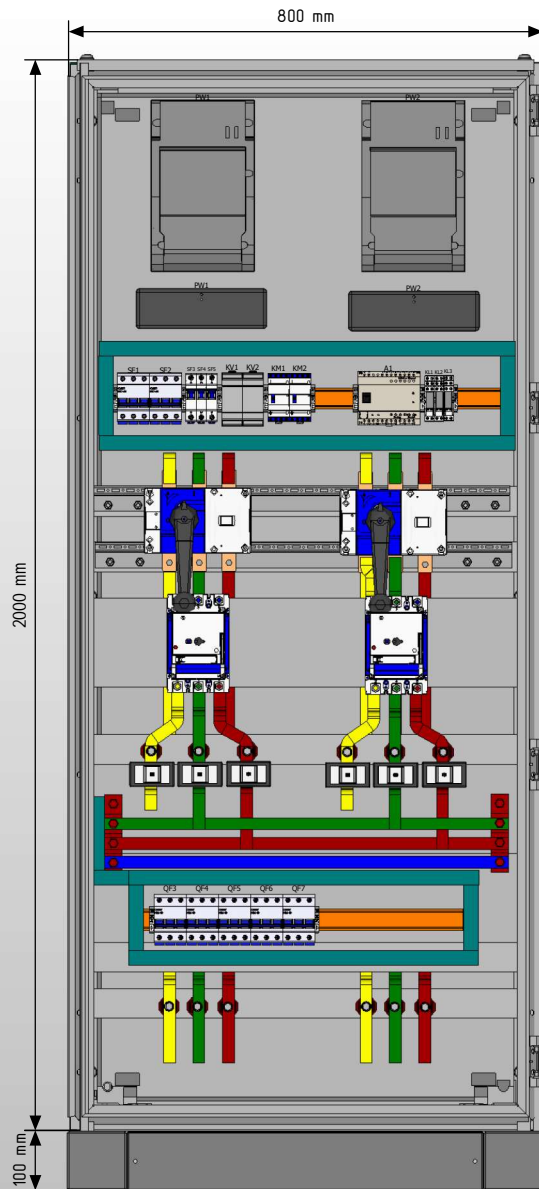 800 mm
PW1
PW2
PW1
PW2
SF1 SF2 SF3 SF4 SF5 KV1 KV2 KM1 KM2 A1 KL1 KL2 KL3
2000 mm
QF3 QF4 QF5 QF6 QF7
100 mm